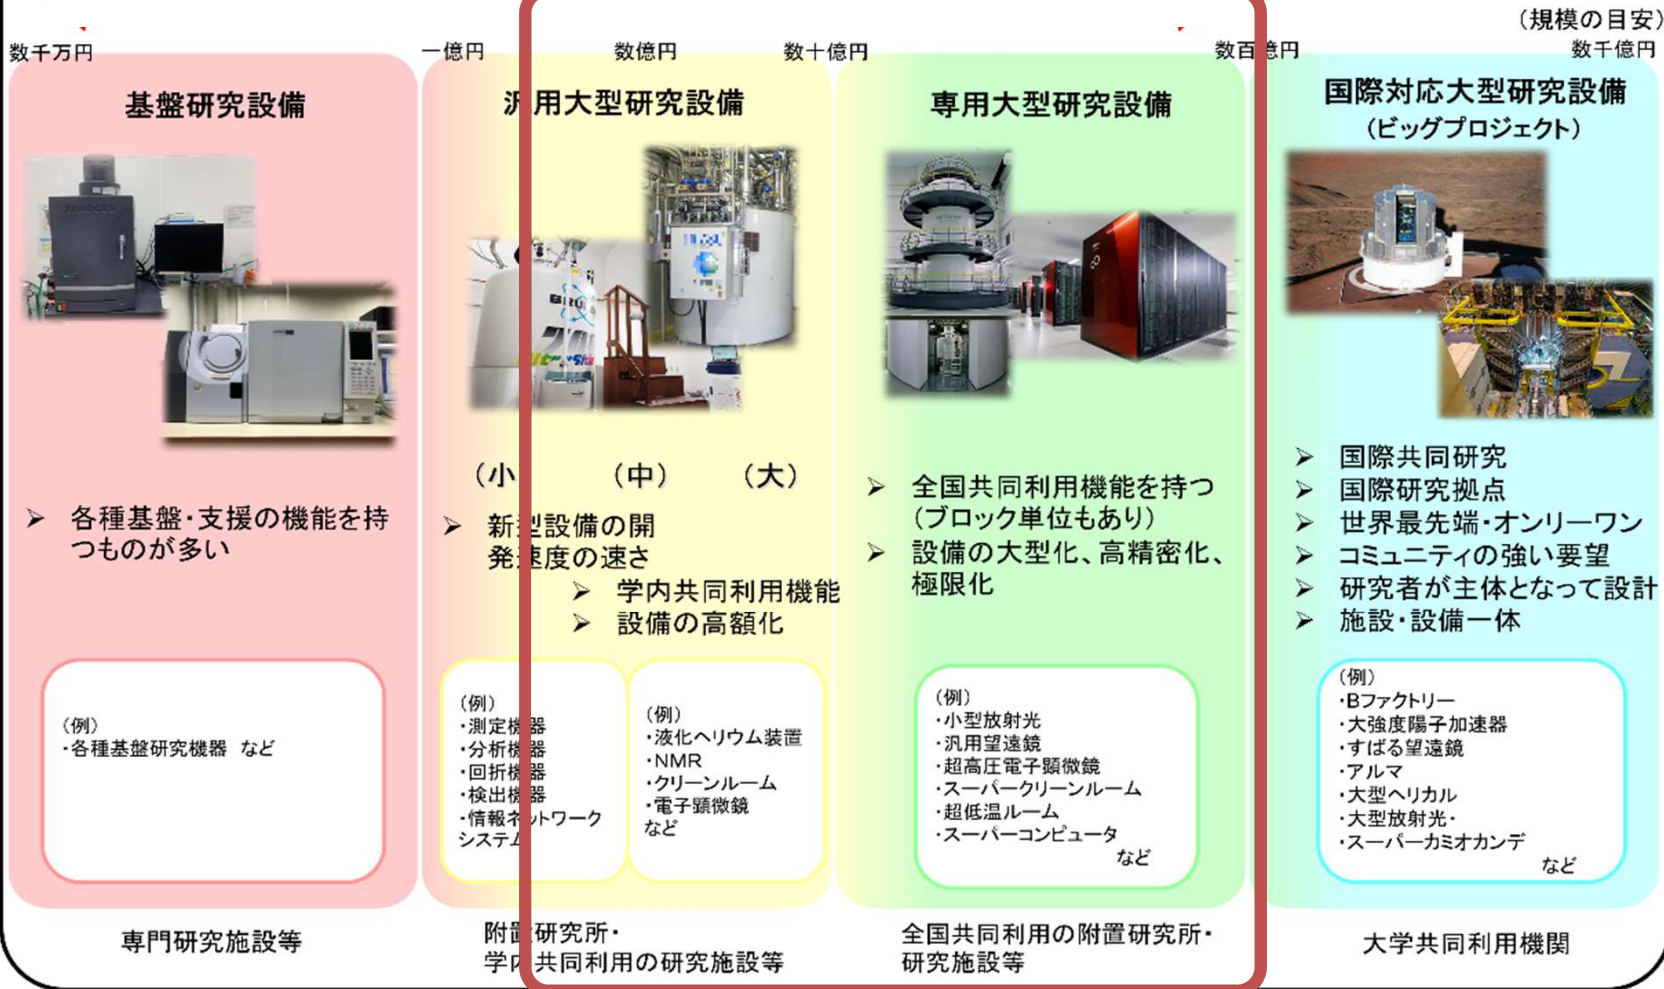 (規模の目安)
数千万円
一億円
数億円
数十億円
数百億円
数千億円
基盤研究設備
➢ 各種基盤・支援の機能を持
つものが多い
(例)
・各種基盤研究機器 など
専門研究施設等
汎用大型研究設備
(小
(中)
(大)
➢ 新型設備の開
発速度の速さ
➢ 学内共同利用機能
➢ 設備の高額化
(例)
・測定機器
・分析機器
・回折機器
・検出機器
・情報ネットワーク
システム
(例)
・液化ヘリウム装置
・NMR
・クリーンルーム
・電子顕微鏡
など
附置研究所・
学内共同利用の研究施設等
専用大型研究設備
➢ 全国共同利用機能を持つ
(ブロック単位もあり)
➢ 設備の大型化、高精密化、
極限化
(例)
・小型放射光
・汎用望遠鏡
・超高圧電子顕微鏡
・スーパークリーンルーム
・超低温ルーム
・スーパーコンピュータ
など
全国共同利用の附置研究所・
研究施設等
国際対応大型研究設備
(ビッグプロジェクト)
➢ 国際共同研究
➢ 国際研究拠点
➢ 世界最先端・オンリーワン
➢ コミュニティの強い要望
➢ 研究者が主体となって設計
➢ 施設・設備一体
(例)
・Bファクトリー
・大強度陽子加速器
・すばる望遠鏡
・アルマ
・大型ヘリカル
・大型放射光・
・スーパーカミオカンデ
など
大学共同利用機関